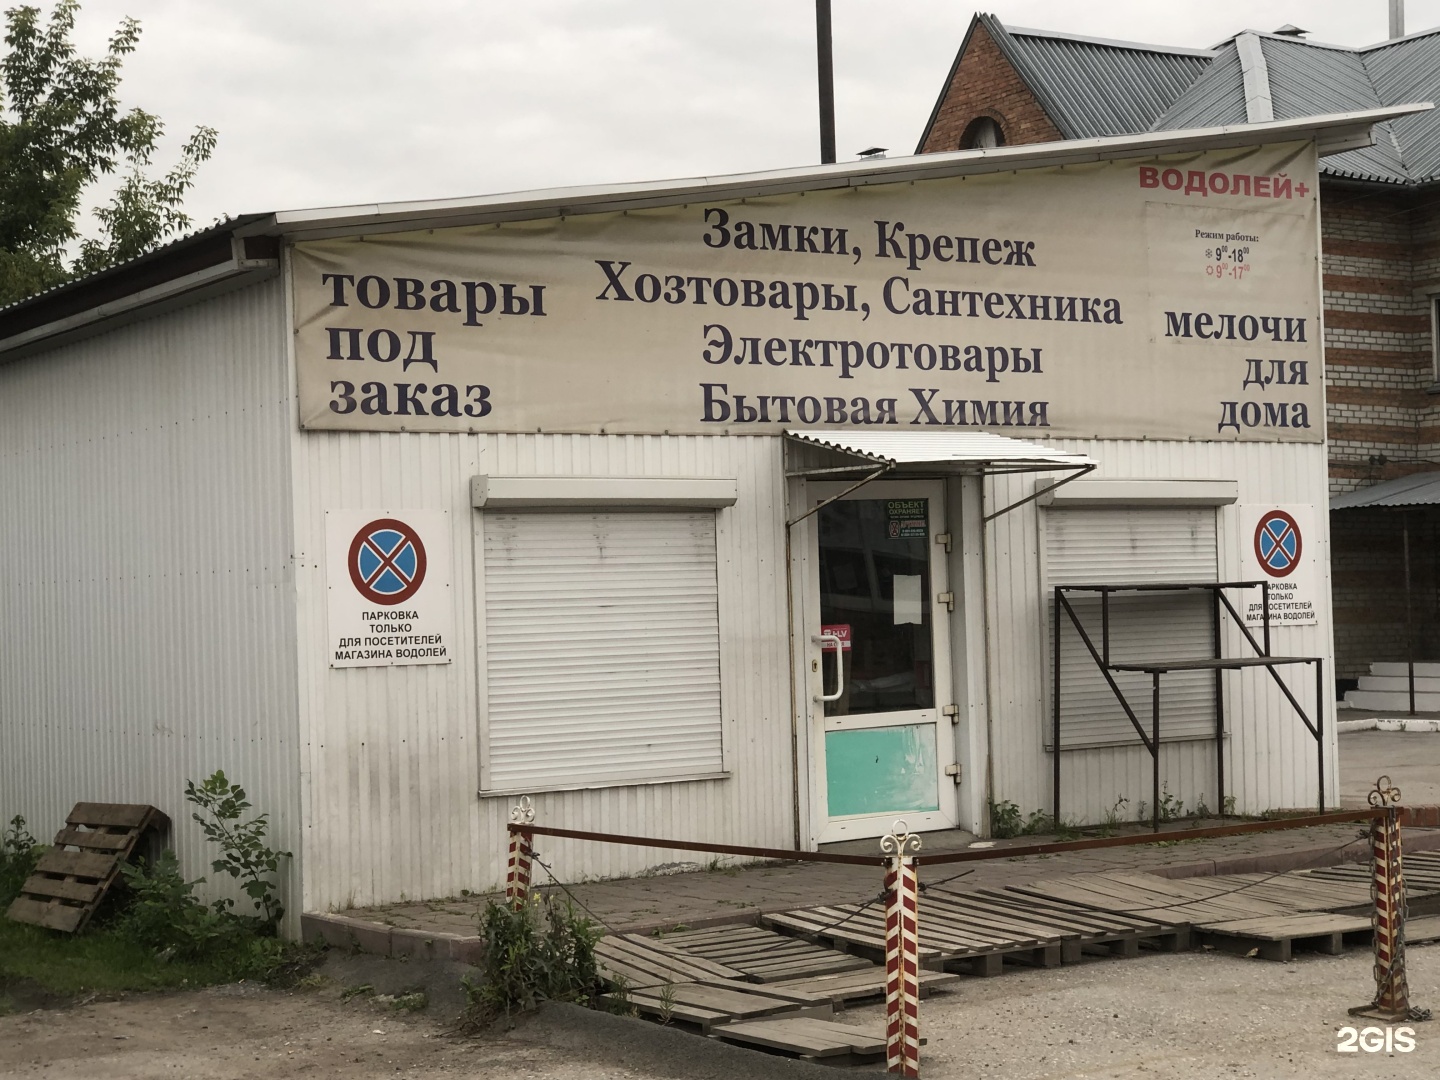 ВОДОЛЕЙ+
Режим работы:
9⁰⁰-18⁰⁰
9⁰⁰-17⁰⁰
товары
под
заказ
Замки, Крепеж
Хозтовары, Сантехника
Электротовары
Бытовая Химия
мелочи
для
дома
ПАРКОВКА
ТОЛЬКО
ДЛЯ ПОСЕТИТЕЛЕЙ
МАГАЗИНА ВОДОЛЕЙ
ОБЪЕКТ
ОХРАНЯЕТ
ПАРКОВКА
ТОЛЬКО
ДЛЯ ПОСЕТИТЕЛЕЙ
МАГАЗИНА ВОДОЛЕЙ
2GIS